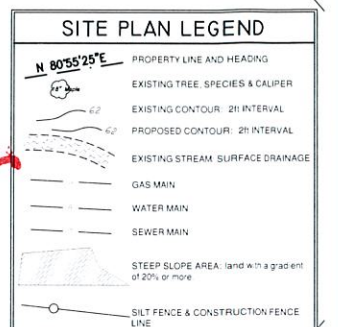 SITE PLAN LEGEND
N 80°55'25"E PROPERTY LINE AND HEADING
EXISTING TREE, SPECIES & CALIPER
62 EXISTING CONTOUR: 2ft INTERVAL
62 PROPOSED CONTOUR: 2ft INTERVAL
EXISTING STREAM SURFACE DRAINAGE
GAS MAIN
WATER MAIN
SEWER MAIN
STEEP SLOPE AREA: land with a gradient
of 20% or more
SILT FENCE & CONSTRUCTION FENCE
LINE